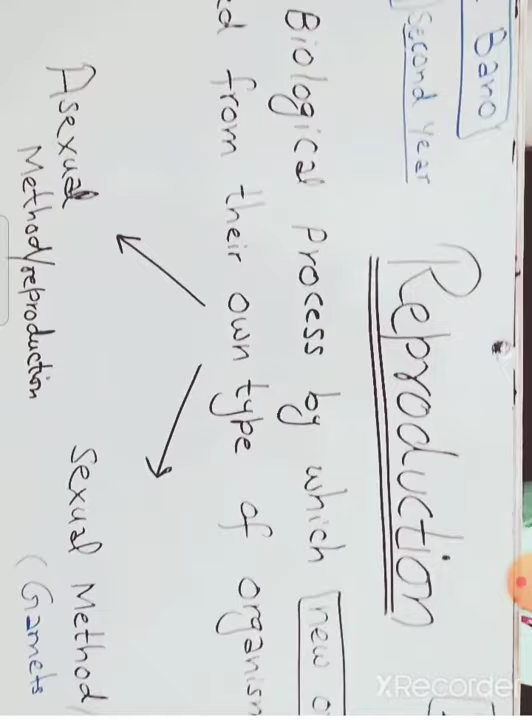 Bano
Second year
Reproduction
Biological Process by which new
from their own type of organism
Asexual Sexual Method/
Method/reproduction (Gamets
XRecorder